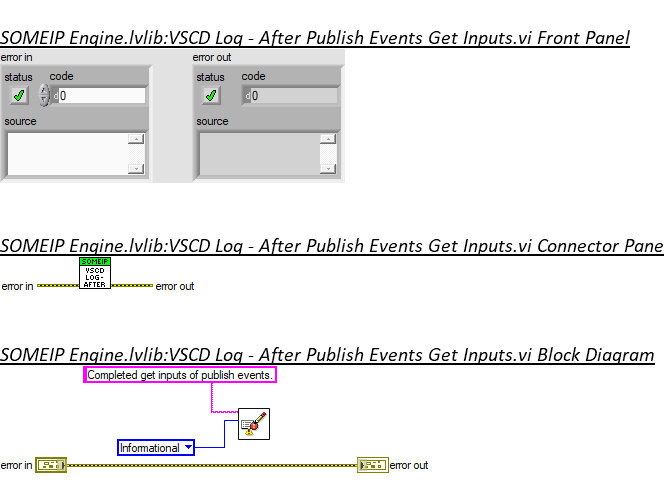 SOMEIP Engine.lvlib:VSCD Log - After Publish Events Get Inputs.vi Front Panel
error in error out
status code status code
d 0 d 0
source source
SOMEIP Engine.lvlib:VSCD Log - After Publish Events Get Inputs.vi Connector Pane
SOMEIP
VSCD
LOG-
error in AFTER error out
SOMEIP Engine.lvlib:VSCD Log - After Publish Events Get Inputs.vi Block Diagram
Completed get inputs of publish events.
Informational
error in error out